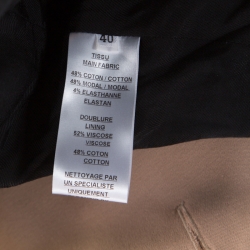 40
TISSU
MAIN FABRIC
48% COTON / COTTON
48% MODAL / MODAL
4% ELASTHANNE
ELASTAN
DOUBLURE
LINING
52% VISCOSE
VISCOSE
48% COTON
COTTON
NETTOYAGE PAR
UN SPECIALISTE
UNIQUEMENT